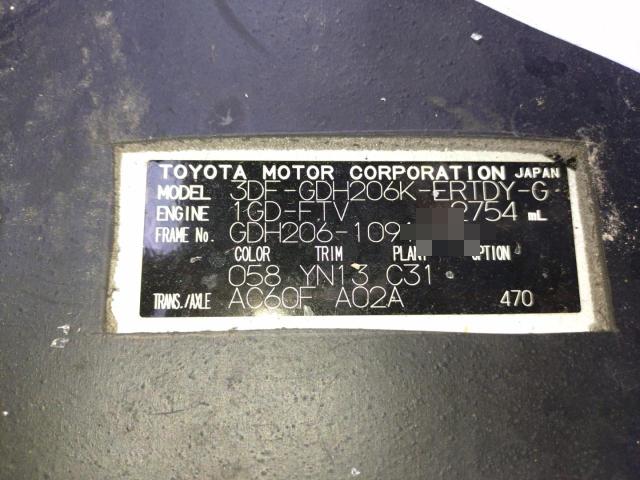 TOYOTA MOTOR CORPORATION JAPAN
MODEL 3DF-GDH206K-ERTDY-G
ENGINE 1GD-FTV 2754 mL
FRAME No. GDH206-109
COLOR TRIM PLANT OPTION
058 YN13 C31
TRANS./AXLE AC60F A02A 470